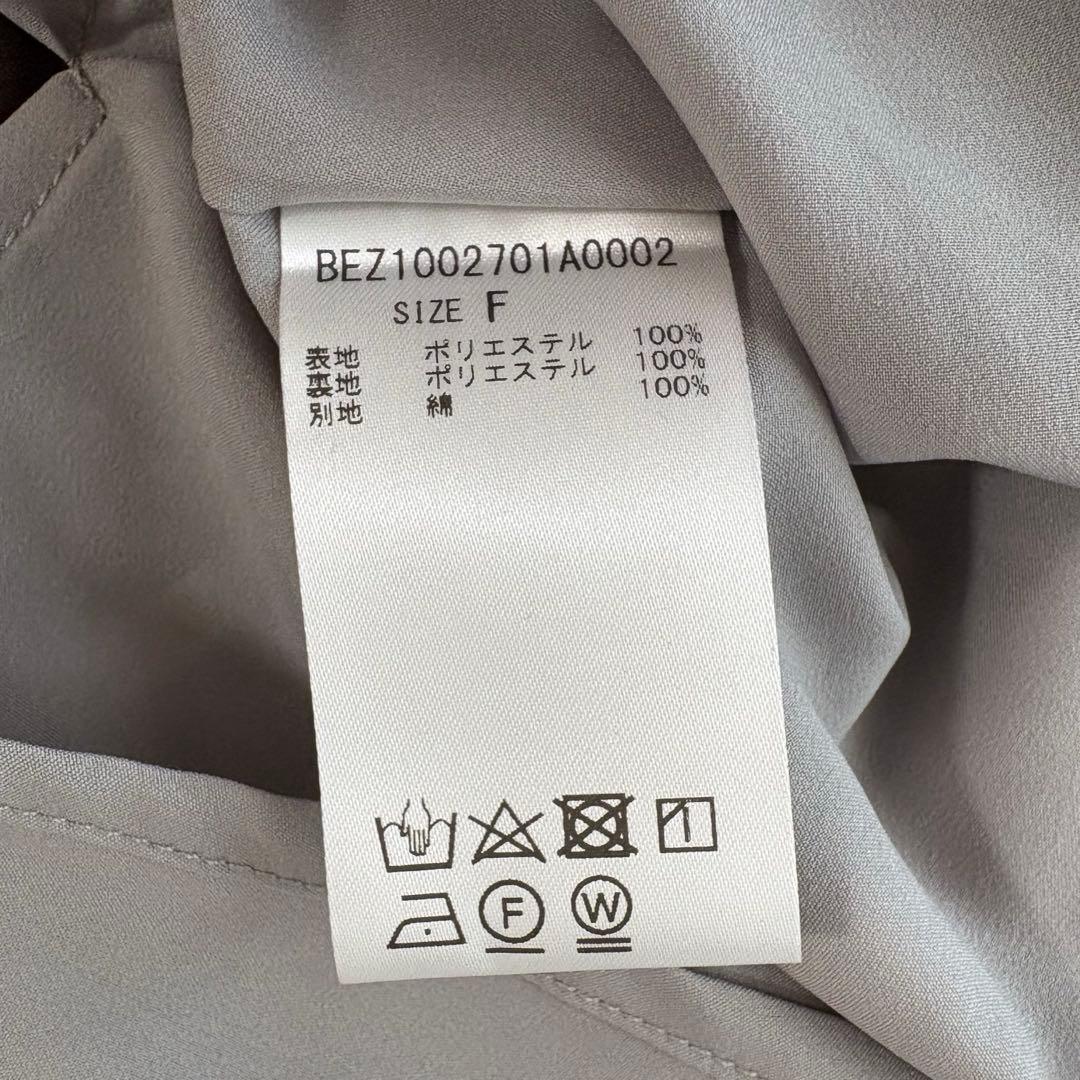 BEZ1002701A0002
SIZE F
表地 ポリエステル 100%
裏地 ポリエステル 100%
別地 綿 100%
F W